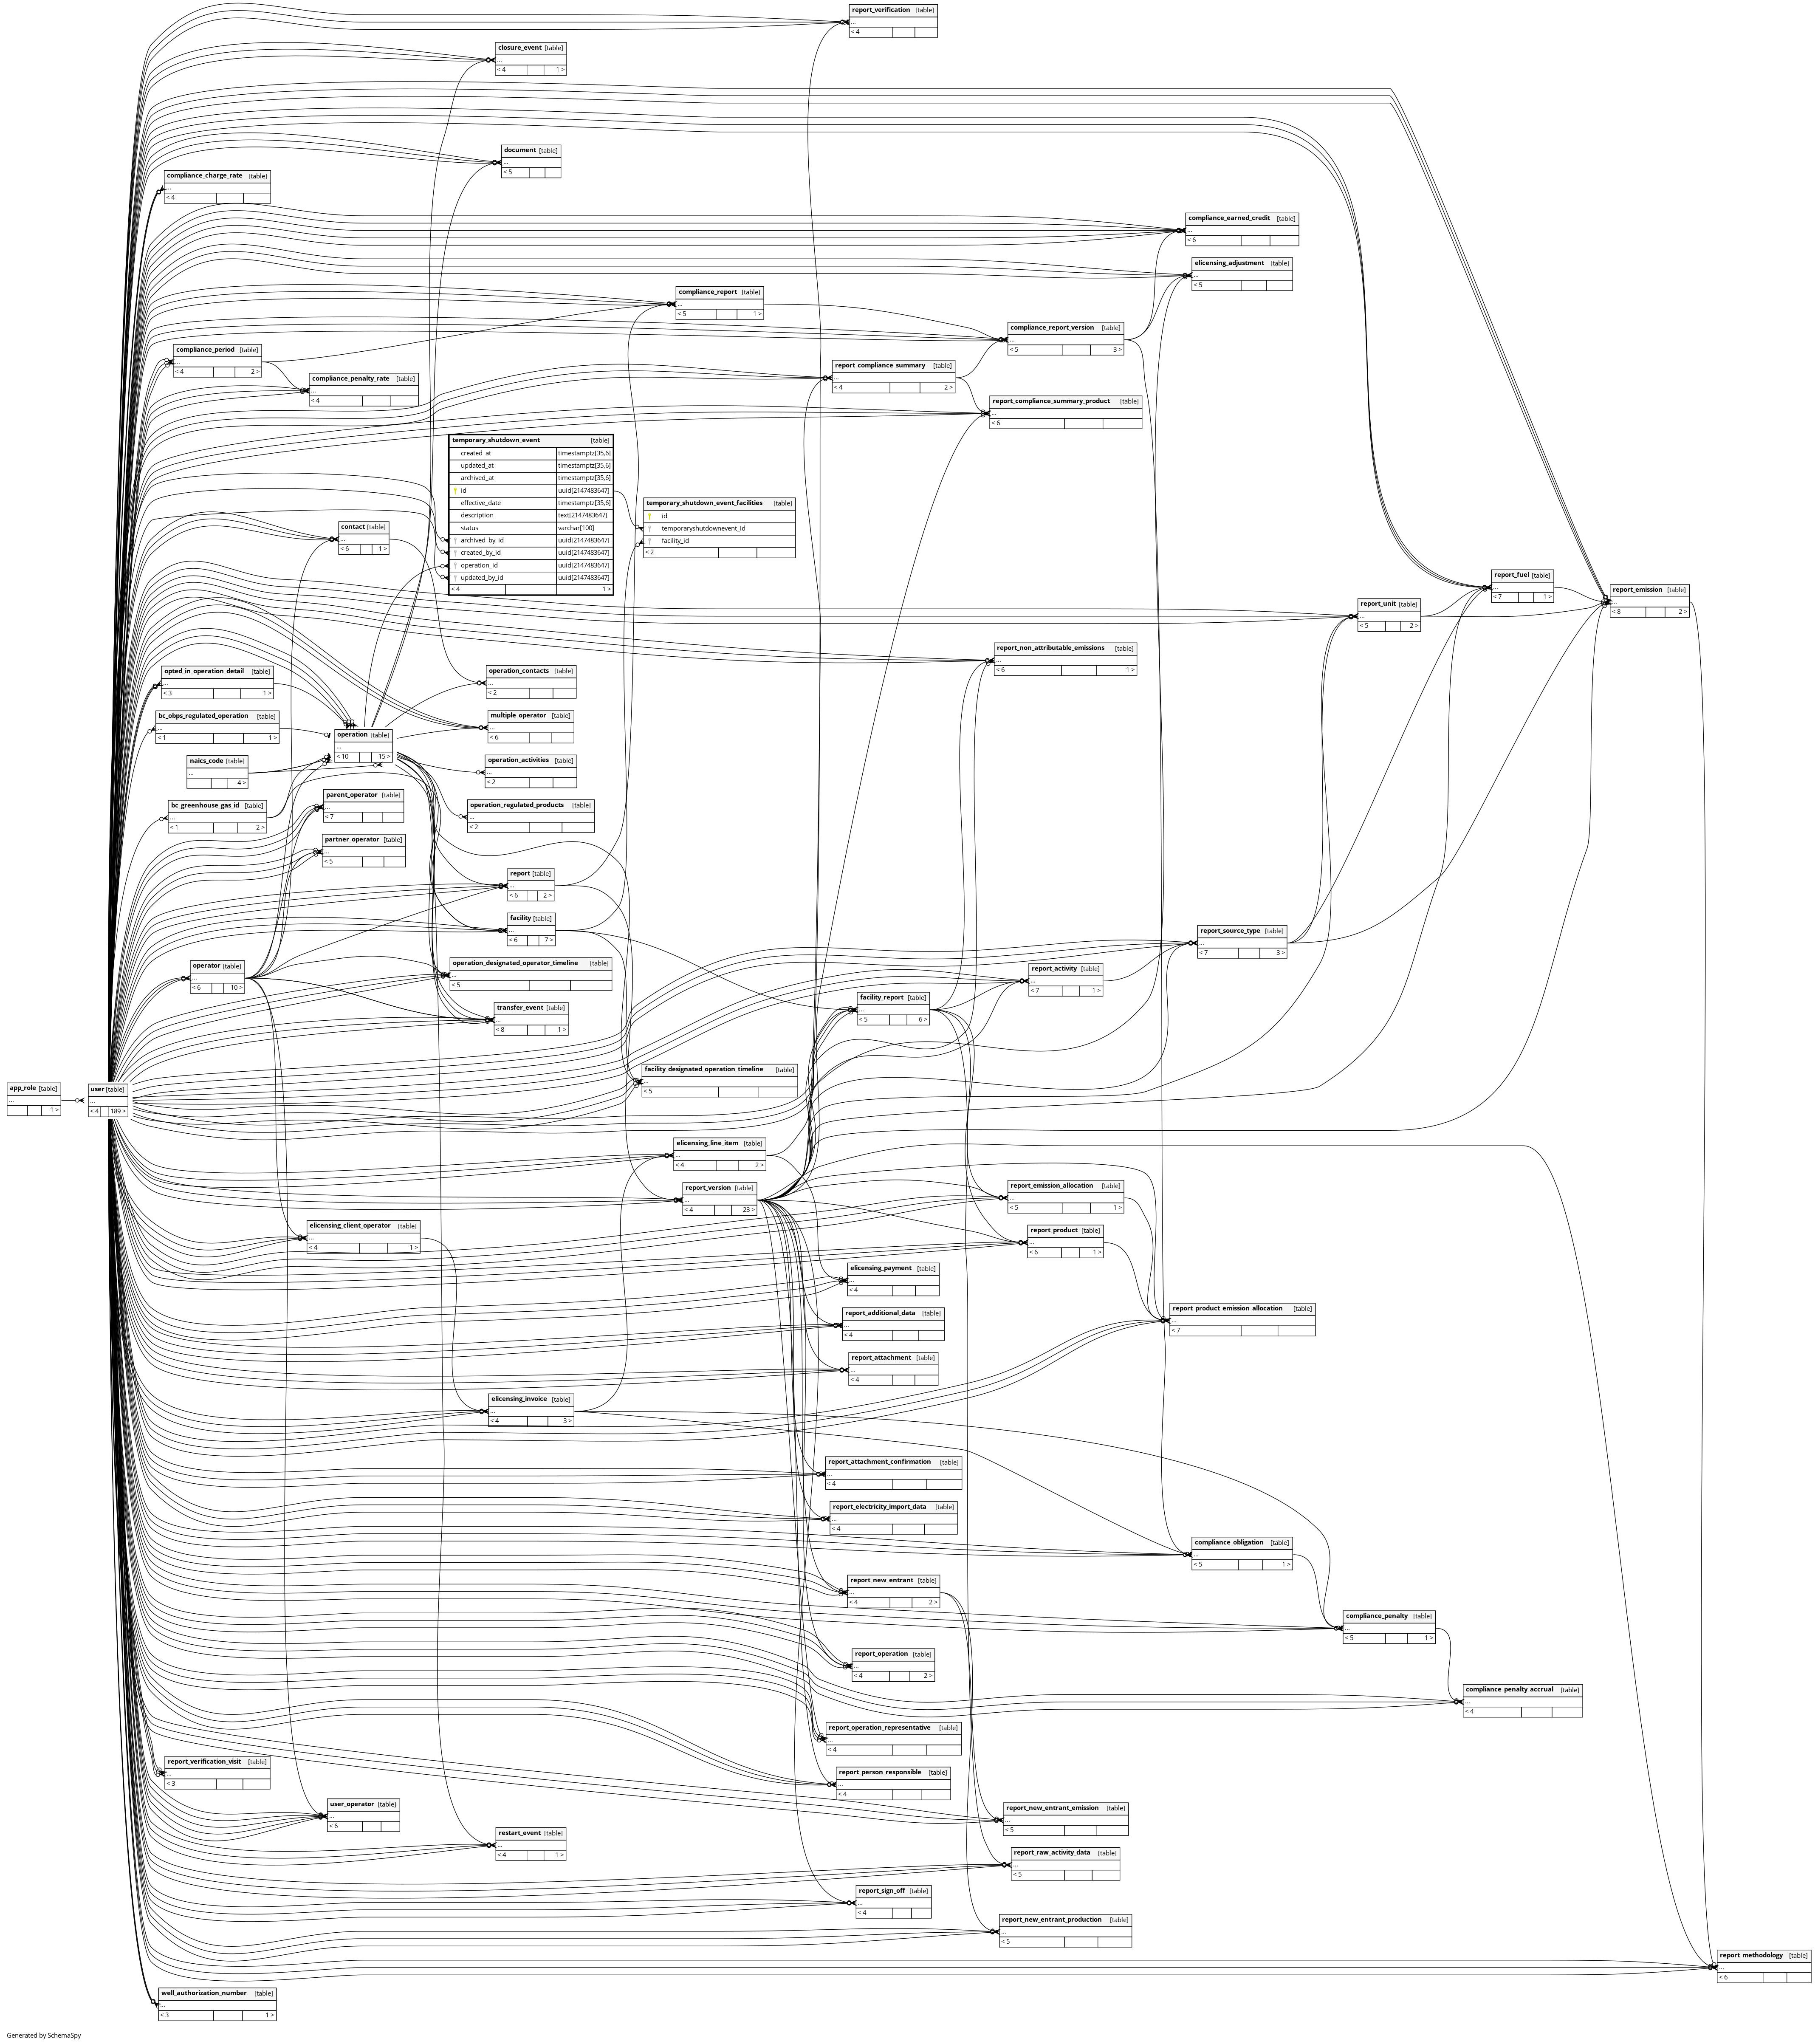 report_verification [table]
...
< 4
closure_event [table]
...
< 4 1 >
document [table]
...
< 5
compliance_charge_rate [table]
...
< 4
compliance_earned_credit [table]
...
< 6
elicensing_adjustment [table]
...
< 5
compliance_report [table]
...
< 5 1 >
compliance_report_version [table]
...
< 5 3 >
compliance_period [table]
...
< 4 2 >
report_compliance_summary [table]
...
< 4 2 >
compliance_penalty_rate [table]
...
< 4
report_compliance_summary_product [table]
...
< 6
temporary_shutdown_event [table]
created_at timestamptz[35,6]
updated_at timestamptz[35,6]
archived_at timestamptz[35,6]
id uuid[2147483647]
effective_date timestamptz[35,6]
description text[2147483647]
status varchar[100]
archived_by_id uuid[2147483647]
created_by_id uuid[2147483647]
operation_id uuid[2147483647]
updated_by_id uuid[2147483647]
< 4 1 >
temporary_shutdown_event_facilities [table]
id
temporaryshutdownevent_id
facility_id
< 2
contact [table]
...
< 6 1 >
report_fuel [table]
...
< 7 1 >
report_emission [table]
...
< 8 2 >
report_unit [table]
...
< 5 2 >
report_non_attributable_emissions [table]
...
< 6 1 >
opted_in_operation_detail [table]
...
< 3 1 >
operation_contacts [table]
...
< 2
bc_obps_regulated_operation [table]
...
< 1 1 >
multiple_operator [table]
...
< 6
operation [table]
...
< 10 15 >
naics_code [table]
...
4 >
operation_activities [table]
...
< 2
parent_operator [table]
...
< 7
bc_greenhouse_gas_id [table]
...
< 1 2 >
operation_regulated_products [table]
...
< 2
partner_operator [table]
...
< 5
report [table]
...
< 6 2 >
facility [table]
...
< 6 7 >
report_source_type [table]
...
< 7 3 >
operator [table]
...
< 6 10 >
operation_designated_operator_timeline [table]
...
< 5
report_activity [table]
...
< 7 1 >
facility_report [table]
...
< 5 6 >
transfer_event [table]
...
< 8 1 >
facility_designated_operation_timeline [table]
...
< 5
app_role [table]
...
1 >
user [table]
...
< 4 189 >
elicensing_line_item [table]
...
< 4 2 >
report_version [table]
...
< 4 23 >
report_emission_allocation [table]
...
< 5 1 >
elicensing_client_operator [table]
...
< 4 1 >
report_product [table]
...
< 6 1 >
elicensing_payment [table]
...
< 4
report_product_emission_allocation [table]
...
< 7
report_additional_data [table]
...
< 4
report_attachment [table]
...
< 4
elicensing_invoice [table]
...
< 4 3 >
report_attachment_confirmation [table]
...
< 4
report_electricity_import_data [table]
...
< 4
compliance_obligation [table]
...
< 5 1 >
report_new_entrant [table]
...
< 4 2 >
compliance_penalty [table]
...
< 5 1 >
report_operation [table]
...
< 4 2 >
compliance_penalty_accrual [table]
...
< 4
report_operation_representative [table]
...
< 4
report_verification_visit [table]
...
< 3
report_person_responsible [table]
...
< 4
user_operator [table]
...
< 6
report_new_entrant_emission [table]
...
< 5
restart_event [table]
...
< 4 1 >
report_raw_activity_data [table]
...
< 5
report_sign_off [table]
...
< 4
report_new_entrant_production [table]
...
< 5
report_methodology [table]
...
< 6
well_authorization_number [table]
...
< 3 1 >
Generated by SchemaSpy